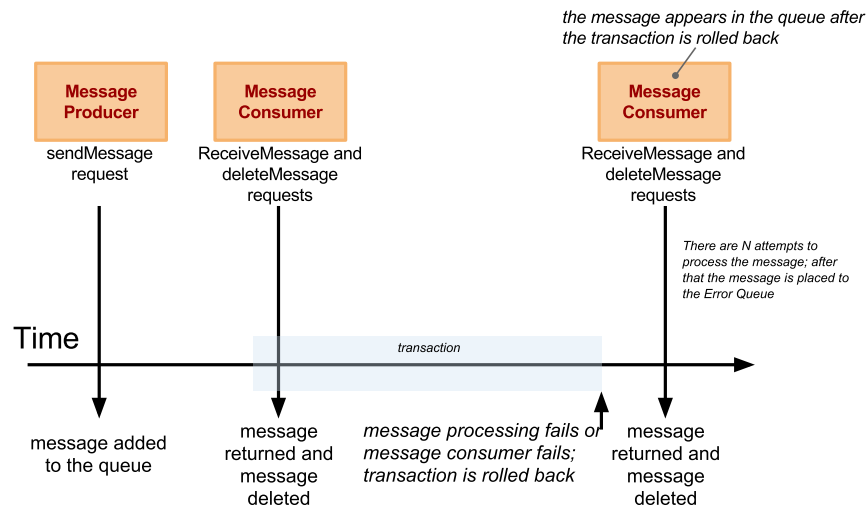 the message appears in the queue after
the transaction is rolled back
Message
Producer
sendMessage
request
Message
Consumer
ReceiveMessage and
deleteMessage
requests
Message
Consumer
ReceiveMessage and
deleteMessage
requests
There are N attempts to
process the message; after
that the message is placed to
the Error Queue
Time
transaction
message added
to the queue
message
returned and
message
deleted
message processing fails or
message consumer fails;
transaction is rolled back
message
returned and
message
deleted